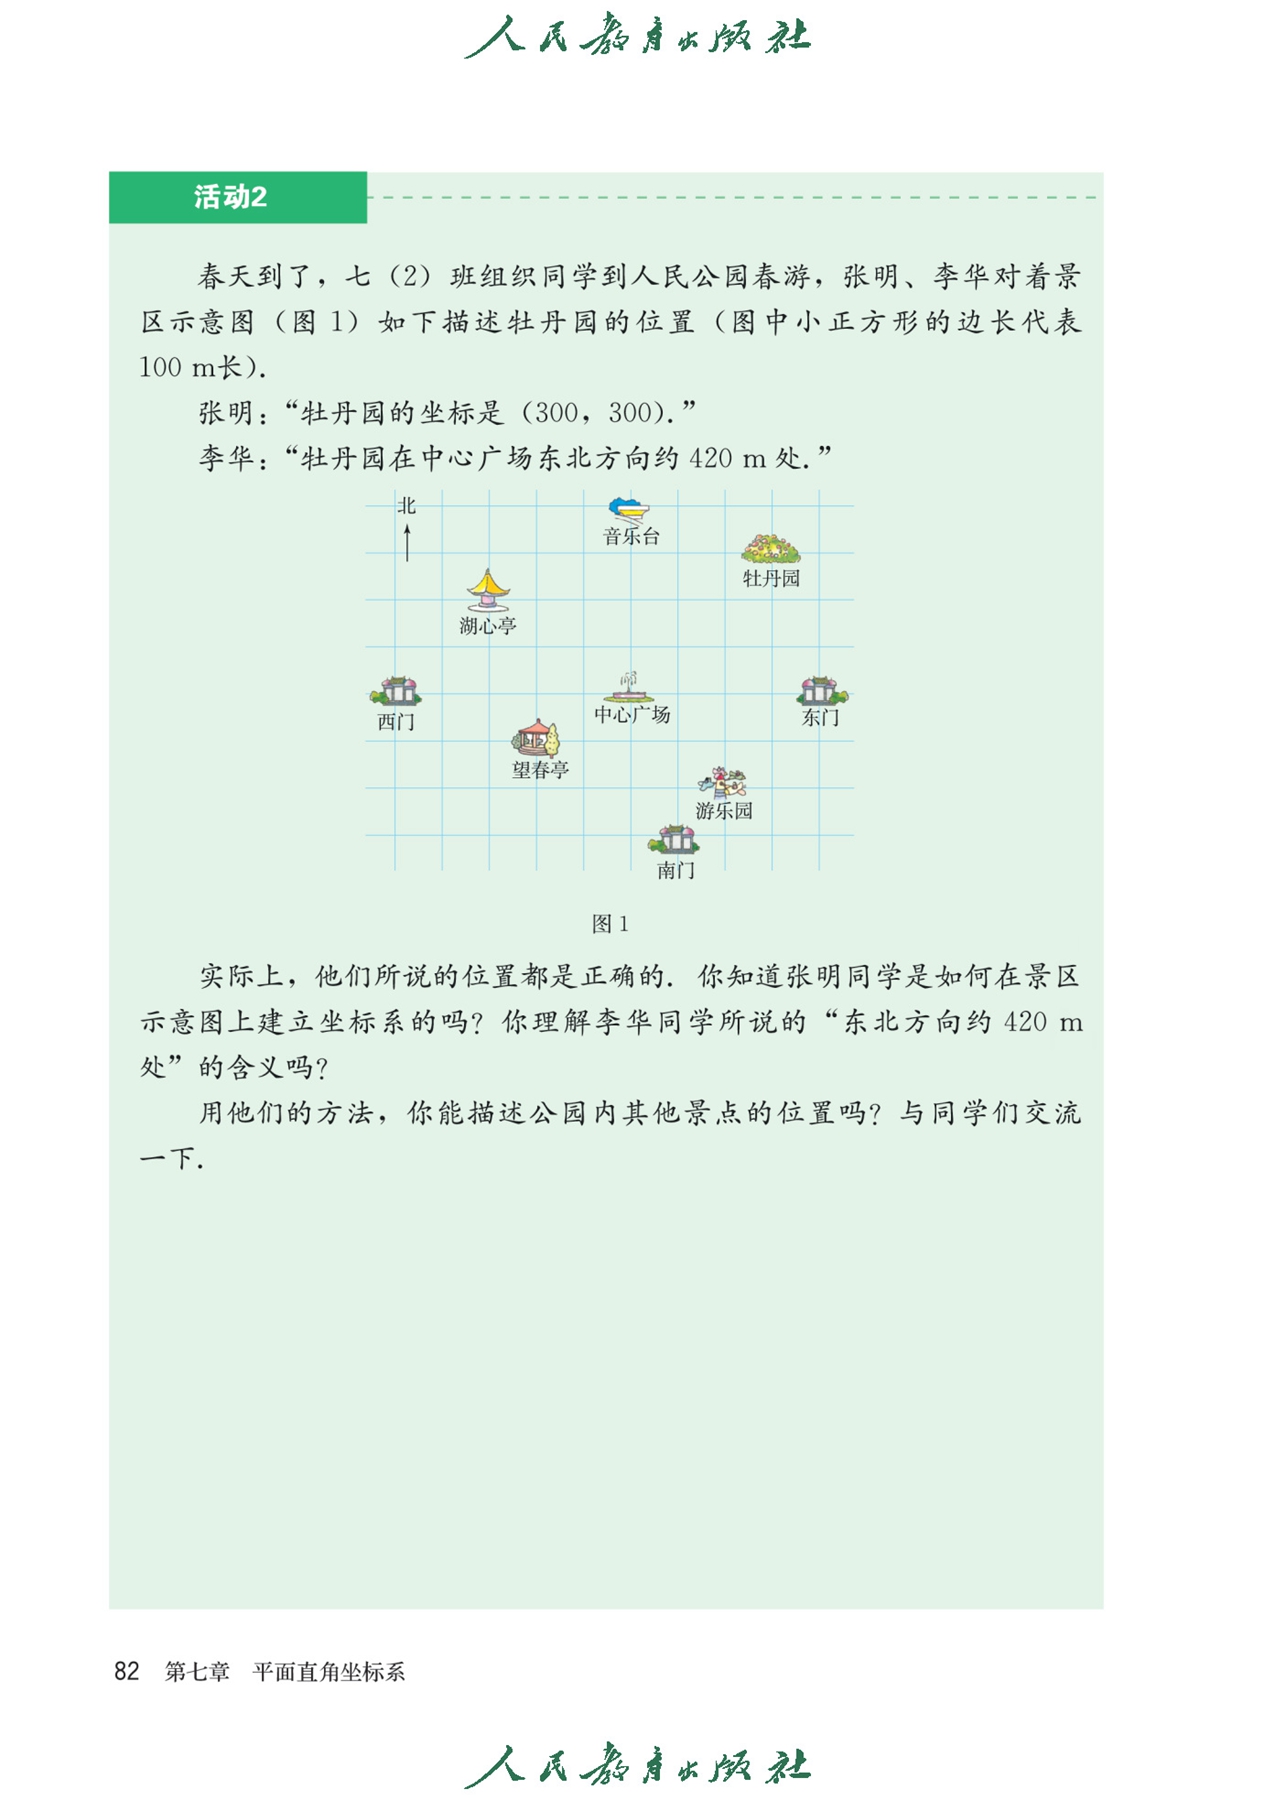 人民教育出版社
活动2
春天到了，七（2）班组织同学到人民公园春游，张明、李华对着景
区示意图（图 1）如下描述牡丹园的位置（图中小正方形的边长代表
100 m长）．
张明：“牡丹园的坐标是（300，300）．”
李华：“牡丹园在中心广场东北方向约 420 m 处．”
北
音乐台
牡丹园
湖心亭
西门
中心广场
东门
望春亭
游乐园
南门
图 1
实际上，他们所说的位置都是正确的．你知道张明同学是如何在景区
示意图上建立坐标系的吗？你理解李华同学所说的“东北方向约 420 m
处”的含义吗？
用他们的方法，你能描述公园内其他景点的位置吗？与同学们交流
一下．
82 第七章 平面直角坐标系
人民教育出版社